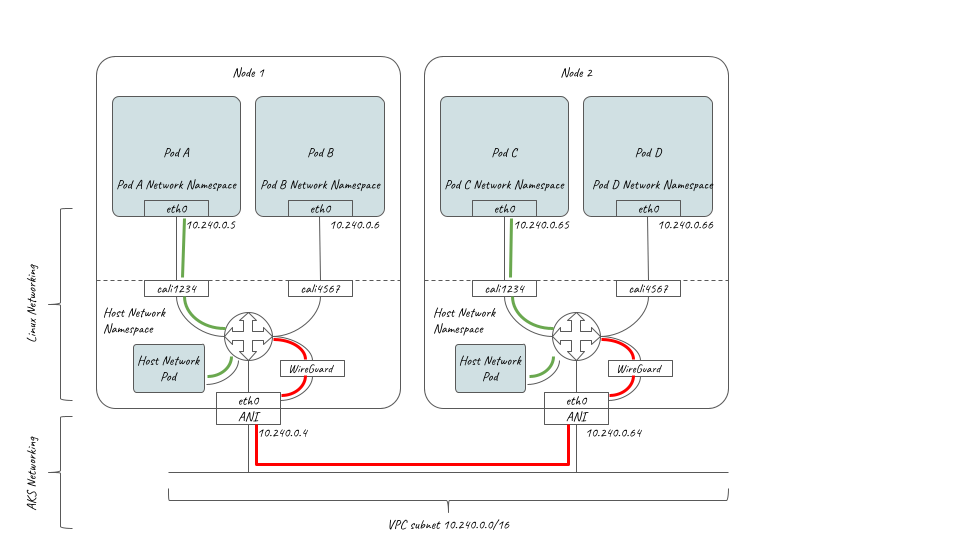 Node 1
Node 2
Pod A
Pod B
Pod C
Pod D
Pod A Network Namespace
Pod B Network Namespace
Pod C Network Namespace
Pod D Network Namespace
eth0
eth0
eth0
eth0
10.240.0.5
10.240.0.6
10.240.0.65
10.240.0.66
cali1234
cali4567
cali1234
cali4567
Linux Networking
Host Network
Namespace
Host Network
Namespace
Host Network
Pod
WireGuard
Host Network
Pod
WireGuard
eth0
ANI
eth0
ANI
10.240.0.4
10.240.0.64
AKS Networking
VPC subnet 10.240.0.0/16